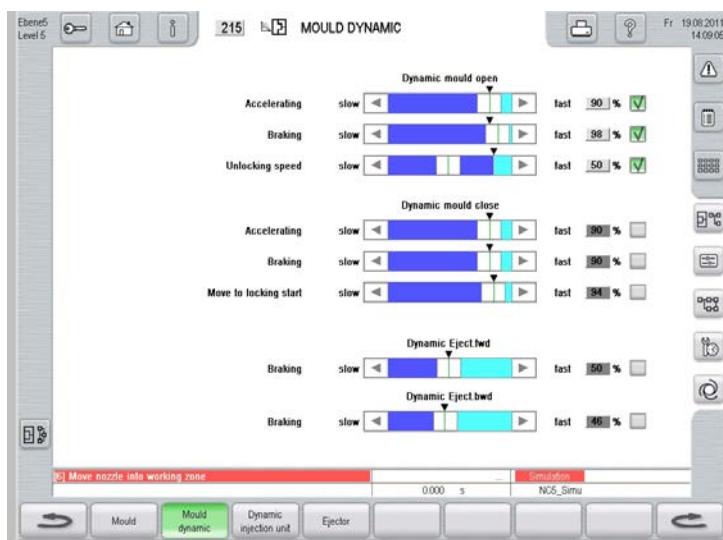 Ebene5
Level 5
215 MOULD DYNAMIC
Fr 19.08.2011
14:09:05
Dynamic mould open
Accelerating slow fast 90 %
Braking slow fast 98 %
Unlocking speed slow fast 50 %
Dynamic mould close
Accelerating slow fast 90 %
Braking slow fast 90 %
Move to locking start slow fast 94 %
Dynamic Eject.fwd
Braking slow fast 50 %
Dynamic Eject.bwd
Braking slow fast 46 %
[6] Move nozzle into working zone ... Simulation
0.000 s NC5_Simu
Mould
Mould dynamic
Dynamic injection unit
Ejector